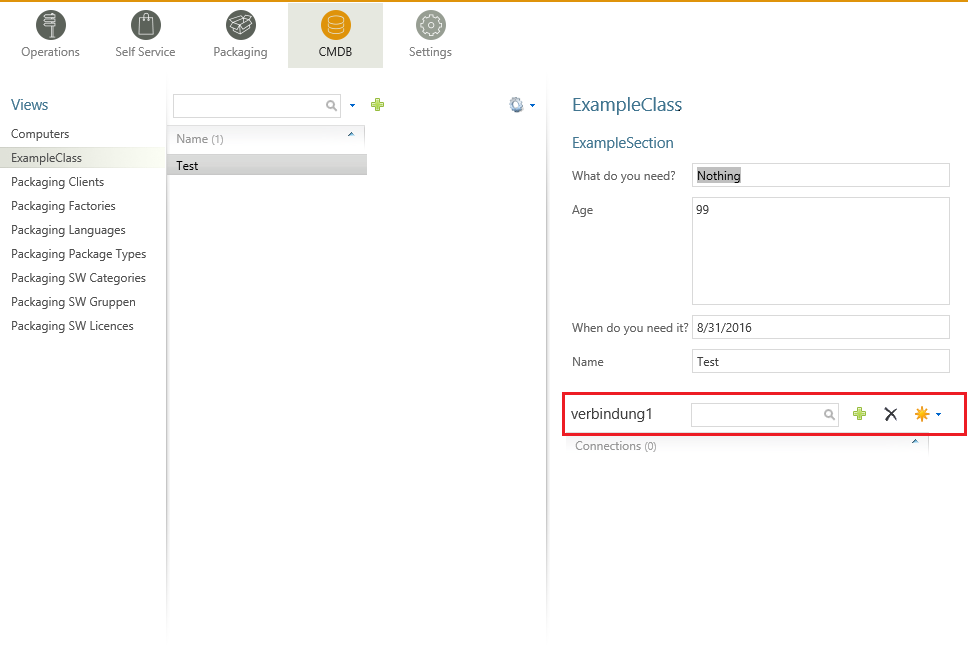 Operations
Self Service
Packaging
CMDB
Settings
Views
Computers
ExampleClass
Packaging Clients
Packaging Factories
Packaging Languages
Packaging Package Types
Packaging SW Categories
Packaging SW Gruppen
Packaging SW Licences
Name (1)
Test
ExampleClass
ExampleSection
What do you need? Nothing
Age 99
When do you need it? 8/31/2016
Name Test
verbindung1
Connections (0)